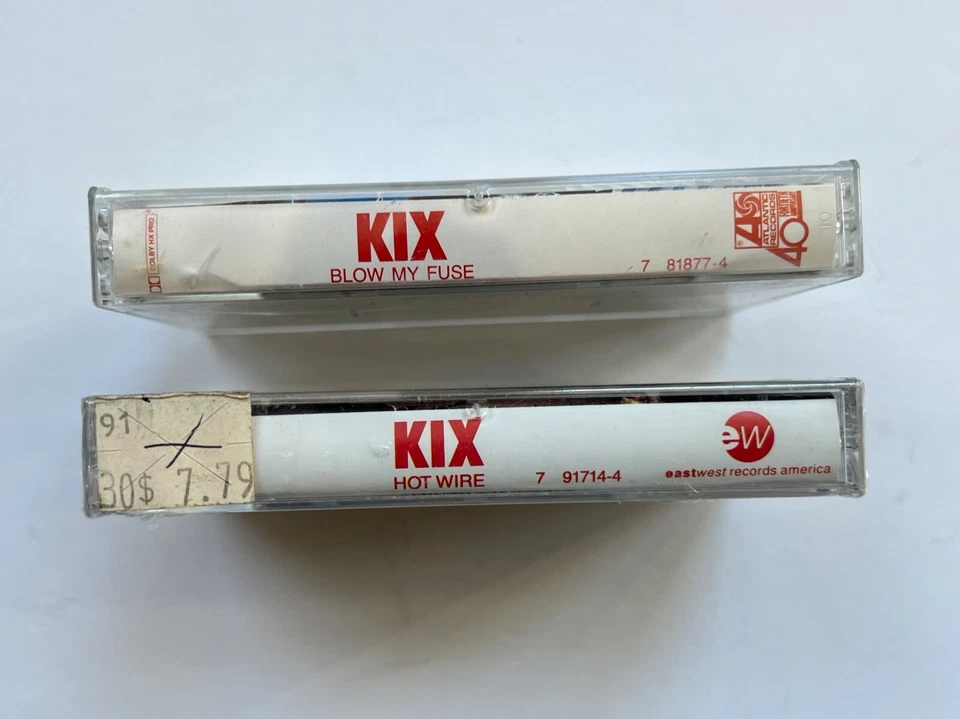 DOLBY HX PRO
KIX
BLOW MY FUSE
7 81877-4
ATLANTIC
RECORDS
40
10
91
30$ 7.79
KIX
HOT WIRE
7 91714-4
ew
eastwest records america